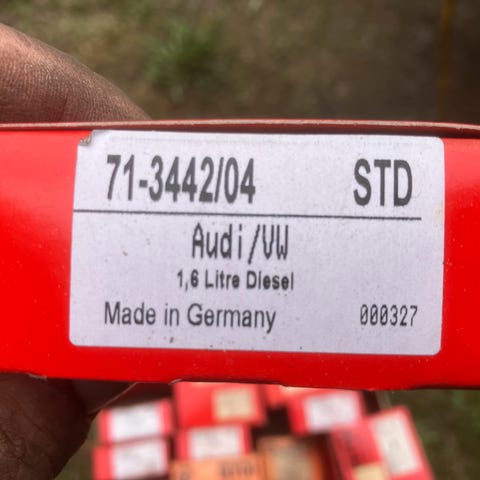 71-3442/04 STD
Audi/VW
1,6 Litre Diesel
Made in Germany 000327